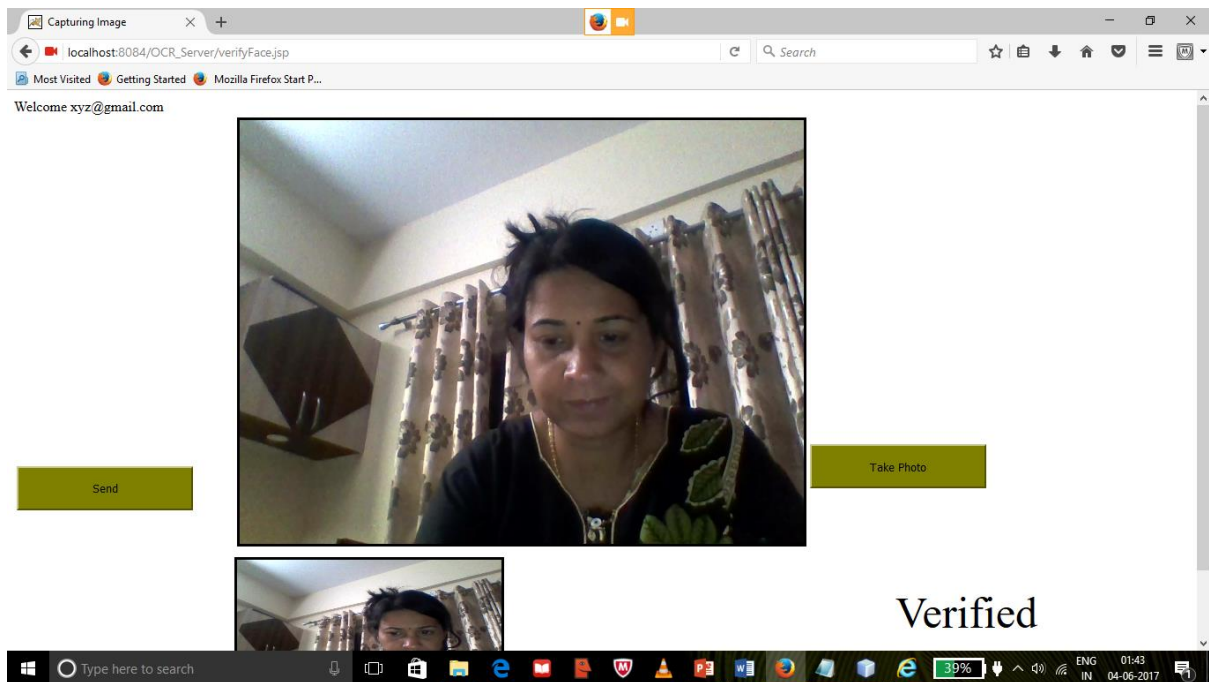 Capturing Image
localhost:8084/OCR_Server/verifyFace.jsp
Search
Most Visited Getting Started Mozilla Firefox Start P...
Welcome xyz@gmail.com
Take Photo
Send
Verified
Type here to search
39%
ENG
IN
01:43
04-06-2017